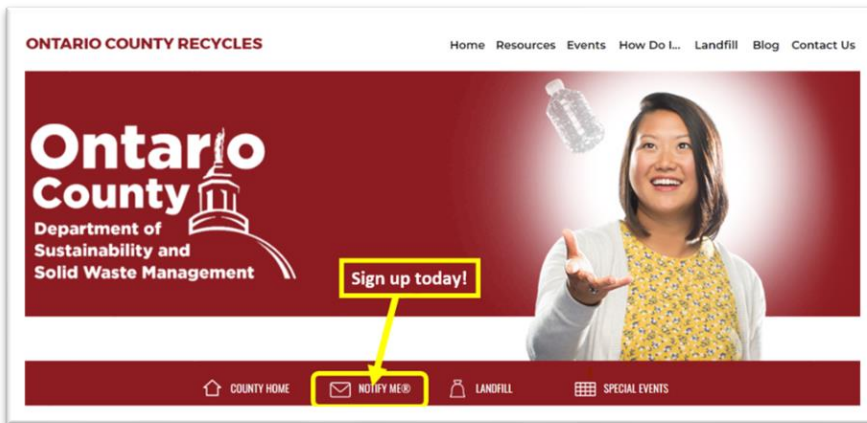 ONTARIO COUNTY RECYCLES
Home Resources Events How Do I... Landfill Blog Contact Us
Ontario
County
Department of
Sustainability and
Solid Waste Management
Sign up today!
COUNTY HOME NOTIFY ME® LANDFILL SPECIAL EVENTS